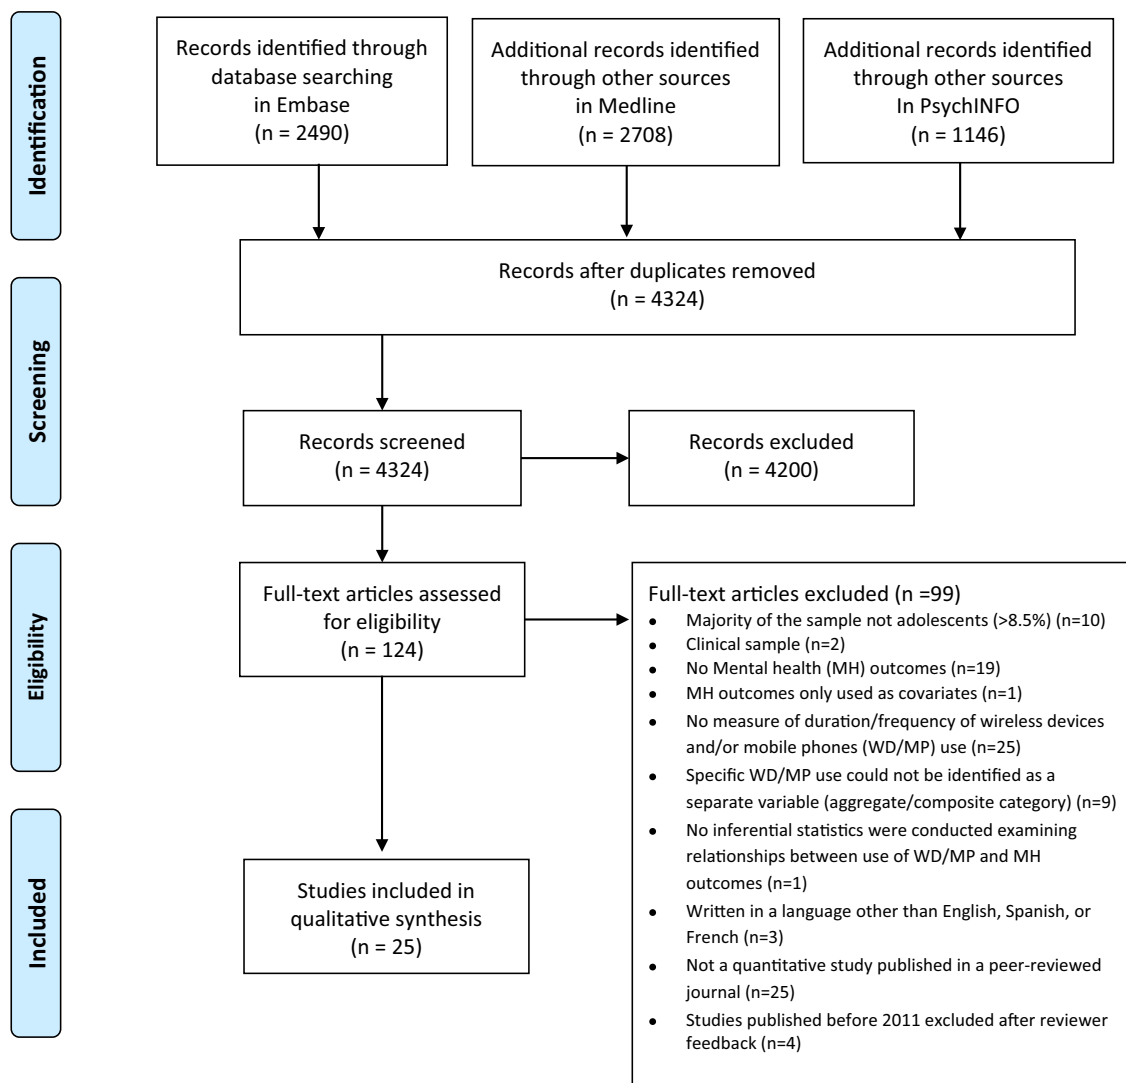 Identification
Records identified through
database searching
in Embase
(n = 2490)
Additional records identified
through other sources
in Medline
(n = 2708)
Additional records identified
through other sources
In PsychINFO
(n = 1146)
Records after duplicates removed
(n = 4324)
Screening
Records screened
(n = 4324)
Records excluded
(n = 4200)
Eligibility
Full-text articles assessed
for eligibility
(n = 124)
Full-text articles excluded (n =99)
• Majority of the sample not adolescents (>8.5%) (n=10)
• Clinical sample (n=2)
• No Mental health (MH) outcomes (n=19)
• MH outcomes only used as covariates (n=1)
• No measure of duration/frequency of wireless devices
and/or mobile phones (WD/MP) use (n=25)
• Specific WD/MP use could not be identified as a
separate variable (aggregate/composite category) (n=9)
• No inferential statistics were conducted examining
relationships between use of WD/MP and MH
outcomes (n=1)
• Written in a language other than English, Spanish, or
French (n=3)
• Not a quantitative study published in a peer-reviewed
journal (n=25)
• Studies published before 2011 excluded after reviewer
feedback (n=4)
Included
Studies included in
qualitative synthesis
(n = 25)